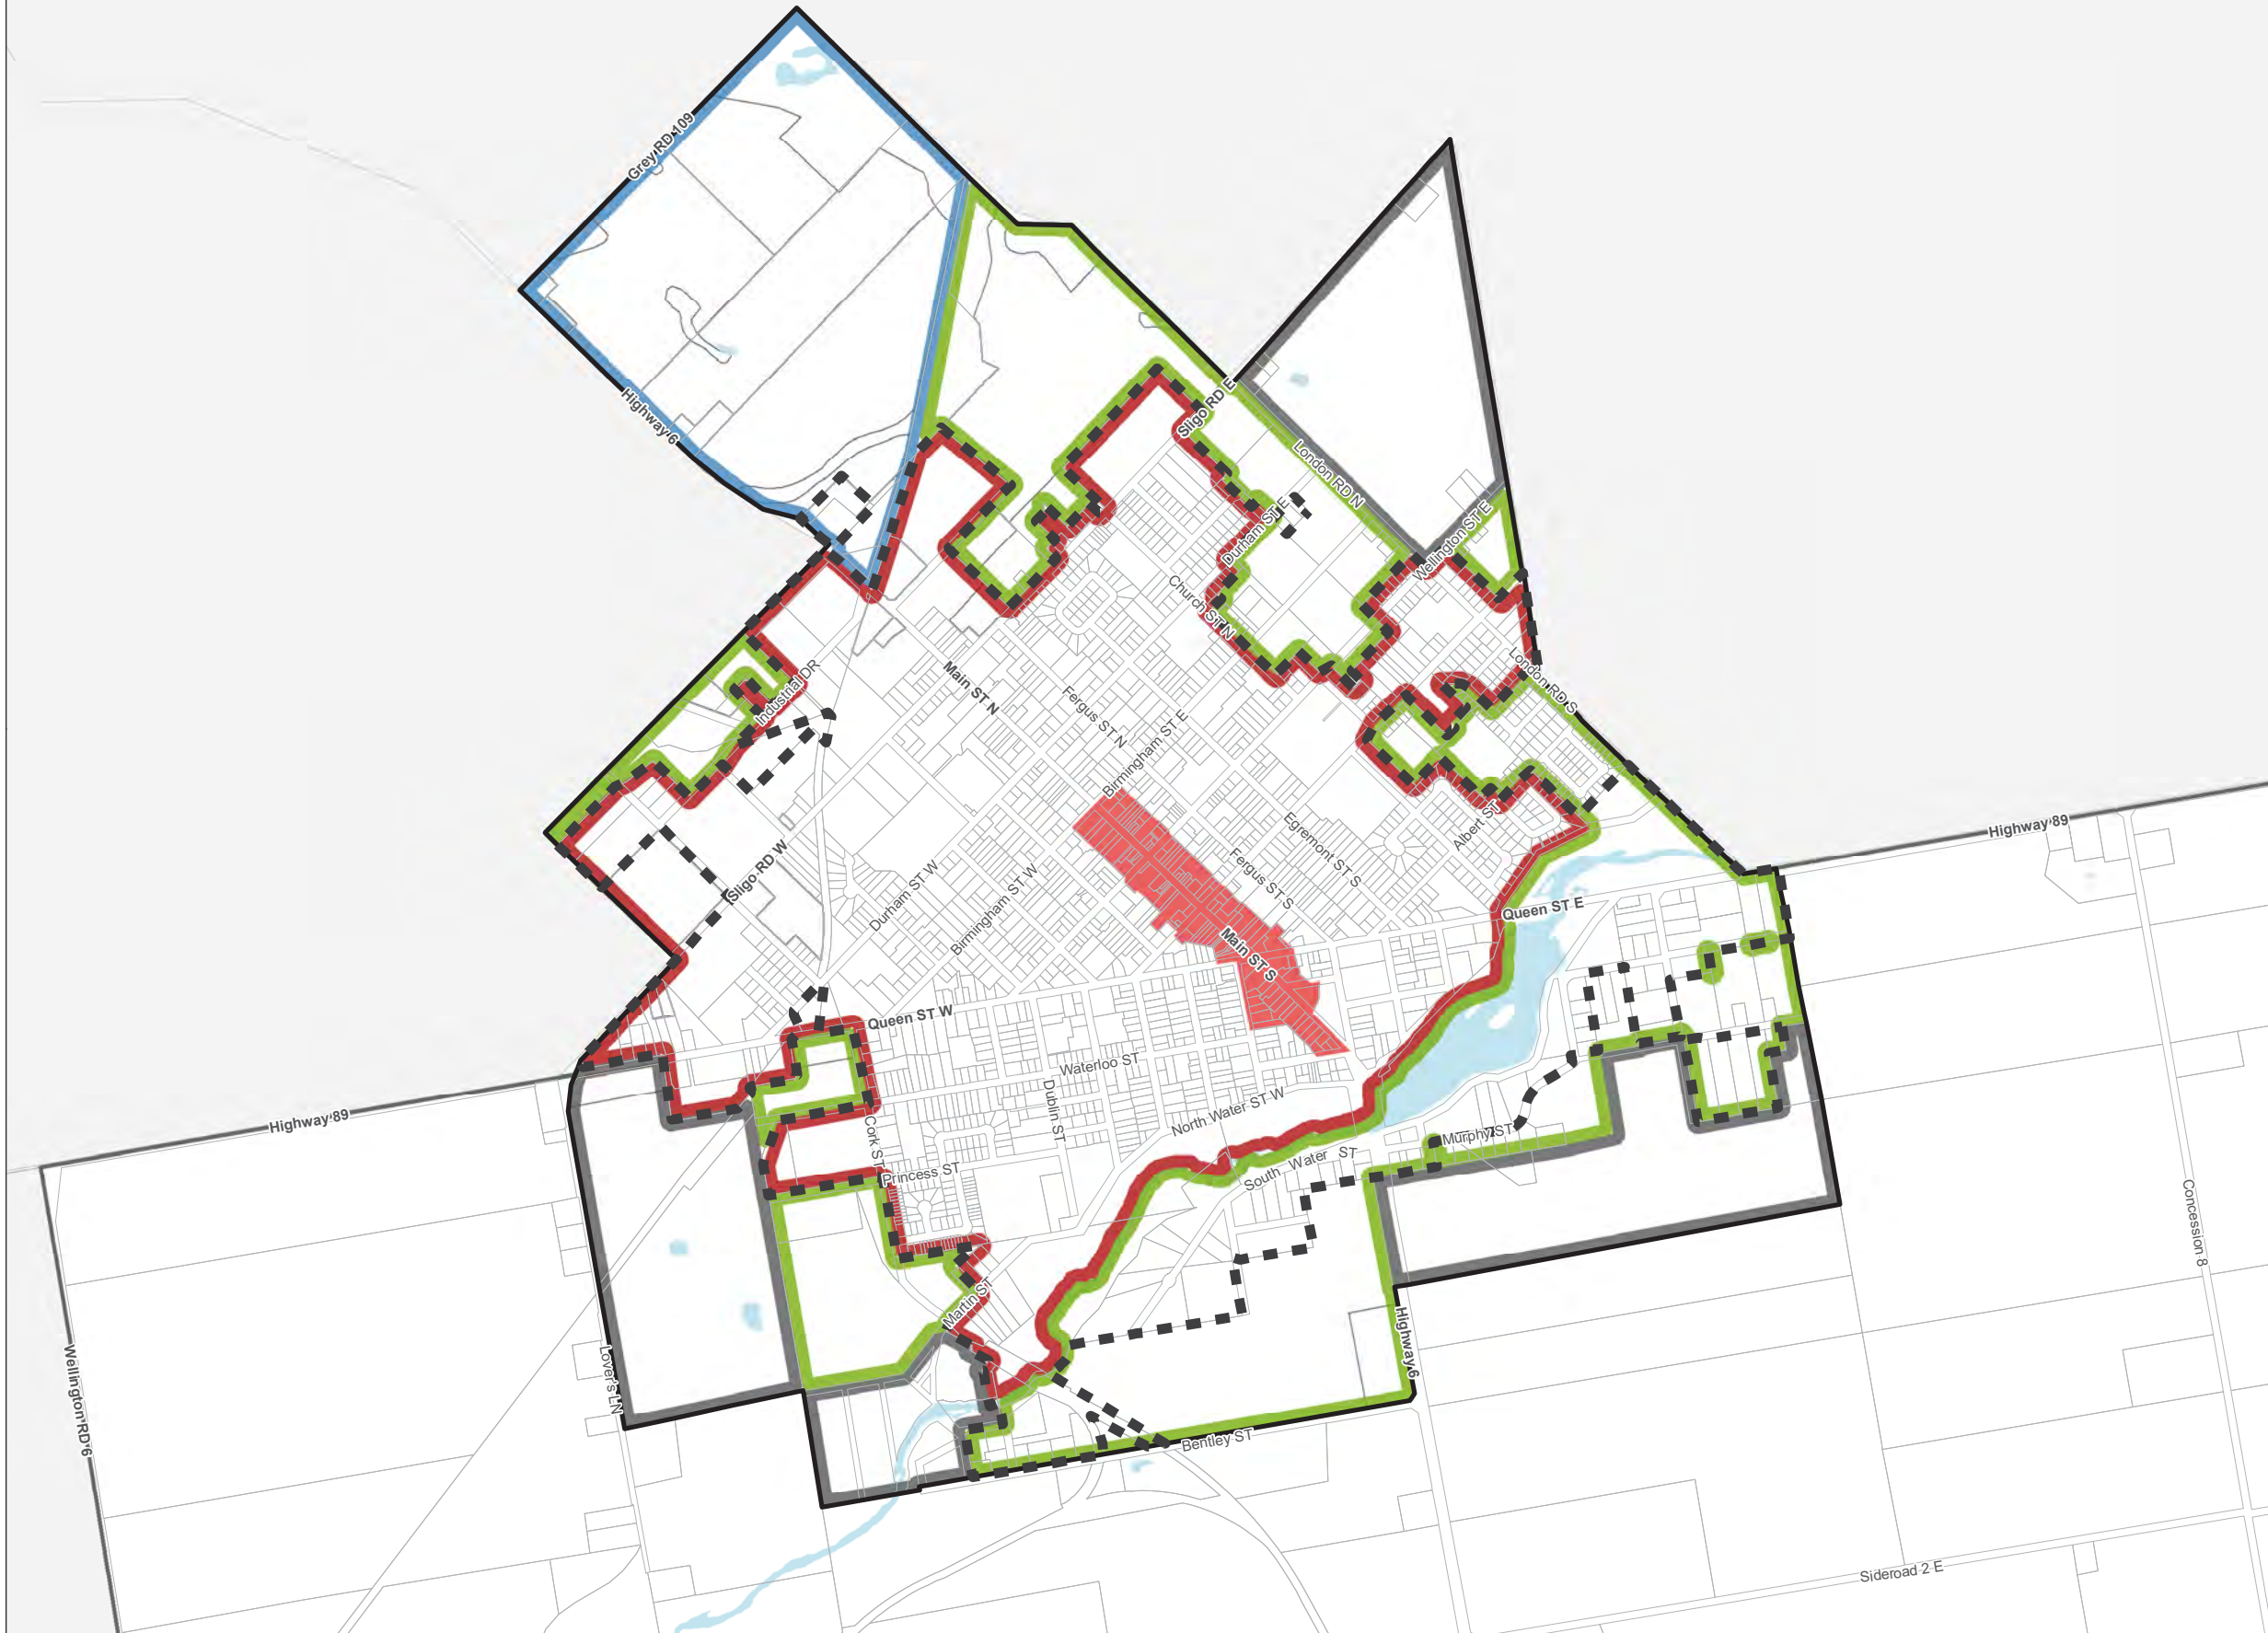 Grey RD 109
Highway 6
Sligo RD E
London RD N
Durham ST E
Wellington ST E
Church ST N
London RD S
Industrial DR
Main ST N
Fergus ST N
Birmingham ST E
Highway 89
Egremont ST S
Albert ST
Sligo RD W
Durham ST W
Birmingham ST W
Fergus ST S
Queen ST E
Main ST S
Queen ST W
Waterloo ST
Dublin ST
North Water ST W
Highway 89
Cork ST
Murphy ST
Princess ST
South Water ST
Concession 8
Martin ST
Highway 6
Lover's LN
Wellington RD 6
Bentley ST
Sideroad 2 E